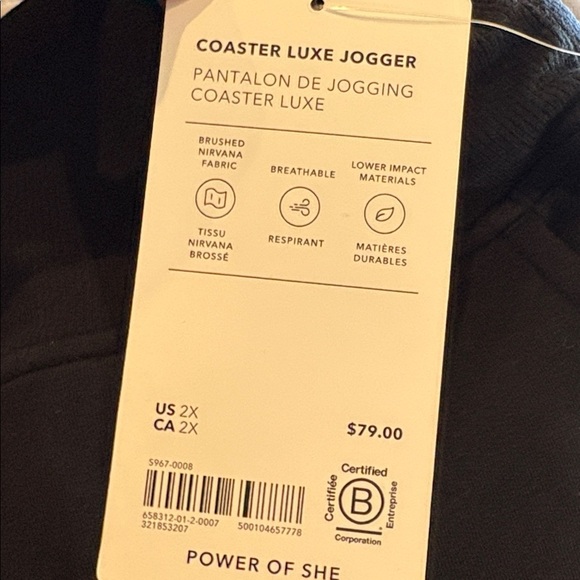 COASTER LUXE JOGGER
PANTALON DE JOGGING
COASTER LUXE
BRUSHED
NIRVANA
FABRIC
TISSU
NIRVANA
BROSSÉ
BREATHABLE
RESPIRANT
LOWER IMPACT
MATERIALS
MATIÈRES
DURABLES
US 2X
CA 2X
$79.00
S967-0008
658312-01-2-0007
321853207
500104657778
Certified
Certifiée
B
Entreprise
Corporation
POWER OF SHE